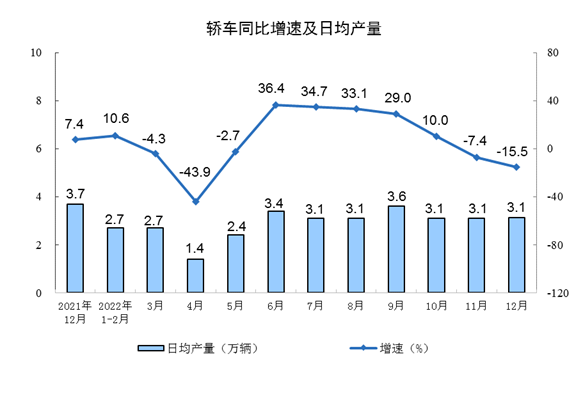 轿车同比增速及日均产量
10
8
6
4
2
0
80
40
0
-40
-80
-120
7.4
10.6
-4.3
-43.9
-2.7
36.4
34.7
33.1
29.0
10.0
-7.4
-15.5
3.7
2.7
2.7
1.4
2.4
3.4
3.1
3.1
3.6
3.1
3.1
3.1
2021年
12月
2022年
1-2月
3月
4月
5月
6月
7月
8月
9月
10月
11月
12月
日均产量（万辆）
增速（%）